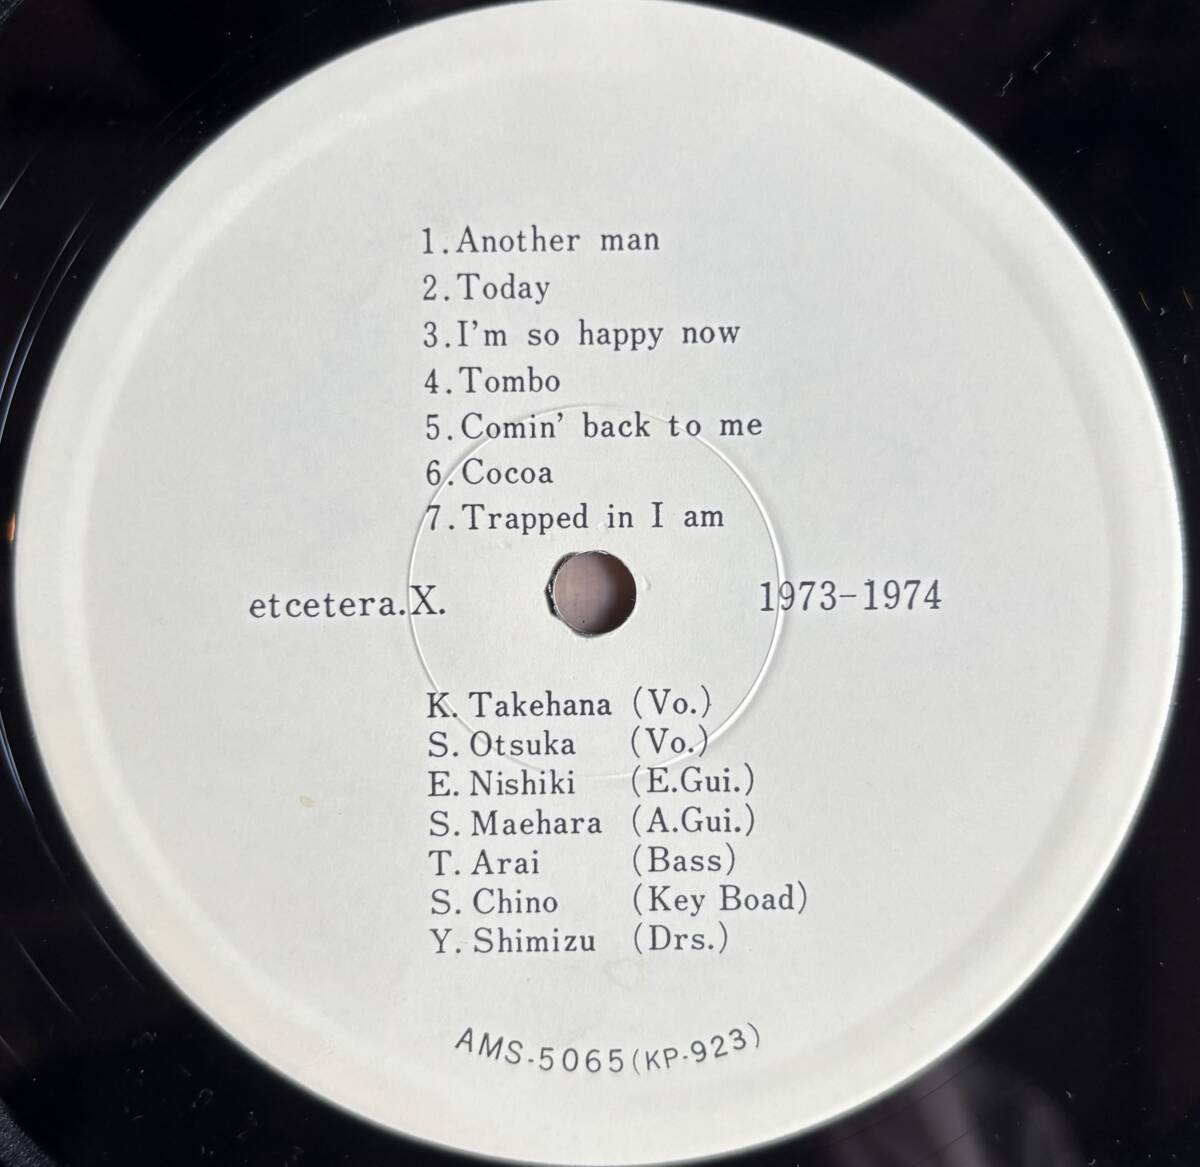 1.Another man
2.Today
3.I'm so happy now
4.Tombo
5.Comin' back to me
6.Cocoa
7.Trapped in I am
etcetera.X. 1973-1974
K. Takehana (Vo.)
S. Otsuka (Vo.)
E. Nishiki (E.Gui.)
S. Maehara (A.Gui.)
T. Arai (Bass)
S. Chino (Key Boad)
Y. Shimizu (Drs.)
AMS-5065(KP-923)